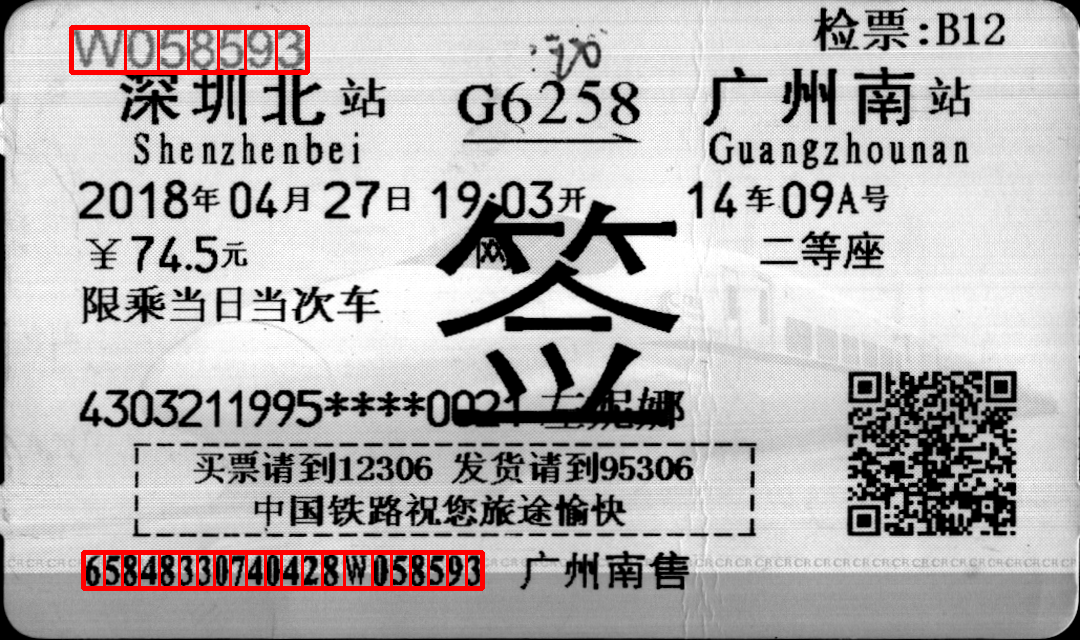 W058593
检票:B12
深圳北站 G6258 广州南站
Shenzhenbei Guangzhounan
2018年04月27日 19:03开 14车09A号
￥74.5元 网 二等座
限乘当日当次车
签
4303211995****0021 妮娜
买票请到12306 发货请到95306
中国铁路祝您旅途愉快
65848330740428W058593 广州南售